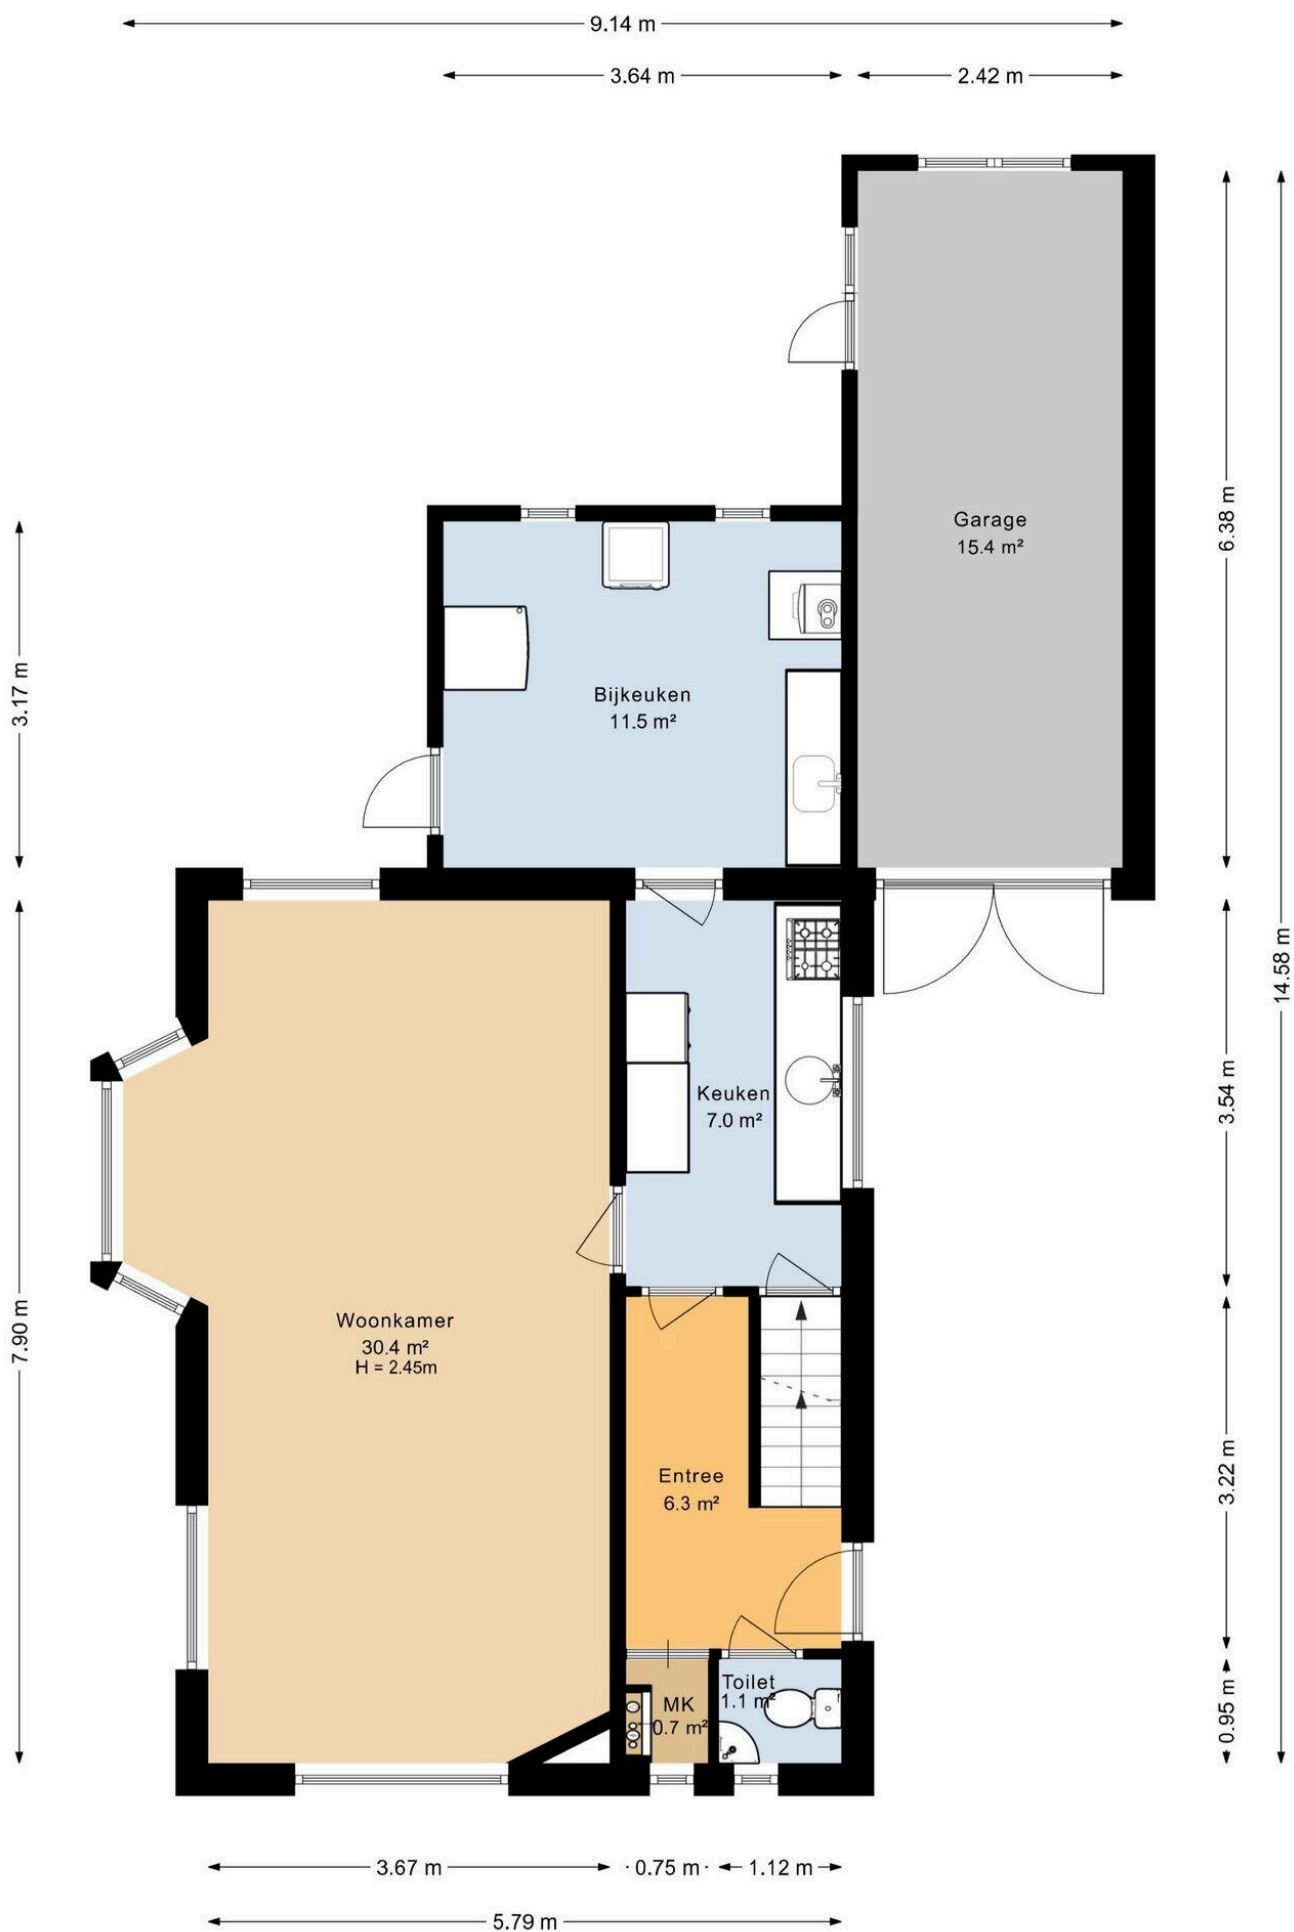 9.14 m
3.64 m
2.42 m
Garage
15.4 m²
6.38 m
3.17 m
Bijkeuken
11.5 m²
14.58 m
Keuken
7.0 m²
3.54 m
Woonkamer
30.4 m²
H = 2.45m
7.90 m
Entree
6.3 m²
3.22 m
Toilet
1.1 m²
MK
0.7 m²
0.95 m
3.67 m
0.75 m
1.12 m
5.79 m